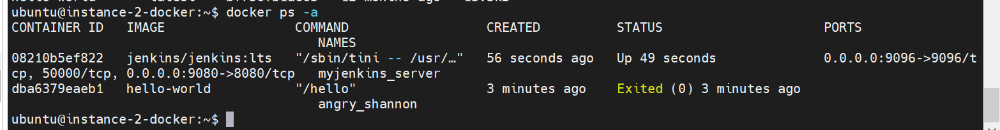 ubuntu@instance-2-docker:~$ docker ps -a
CONTAINER ID   IMAGE                 COMMAND                  CREATED          STATUS                     PORTS
                                     NAMES
08210b5ef822   jenkins/jenkins:lts   "/sbin/tini -- /usr/…"   56 seconds ago   Up 49 seconds              0.0.0.0:9096->9096/t
cp, 50000/tcp, 0.0.0.0:9080->8080/tcp   myjenkins_server
dba6379eaeb1   hello-world           "/hello"                 3 minutes ago    Exited (0) 3 minutes ago
                                     angry_shannon
ubuntu@instance-2-docker:~$